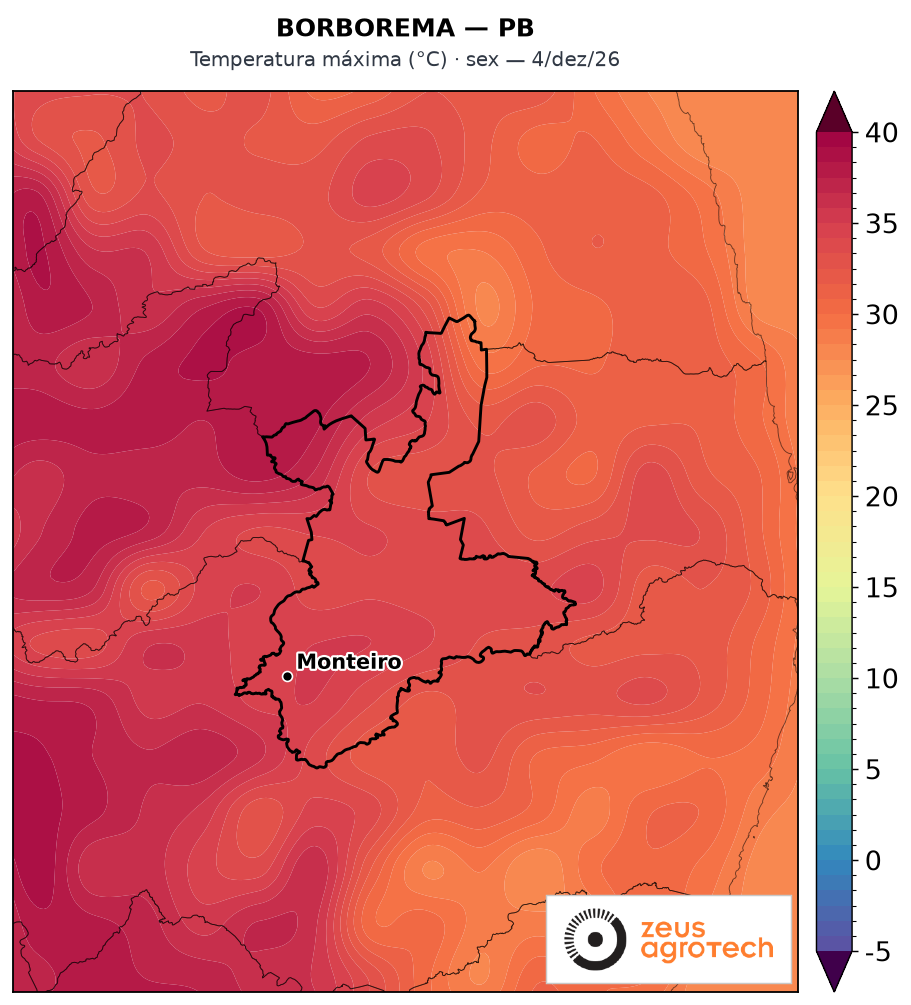 BORBOREMA — PB
Temperatura máxima (°C) · sex — 4/dez/26
40
35
30
25
20
15
10
5
0
-5
Monteiro
zeus
agrotech